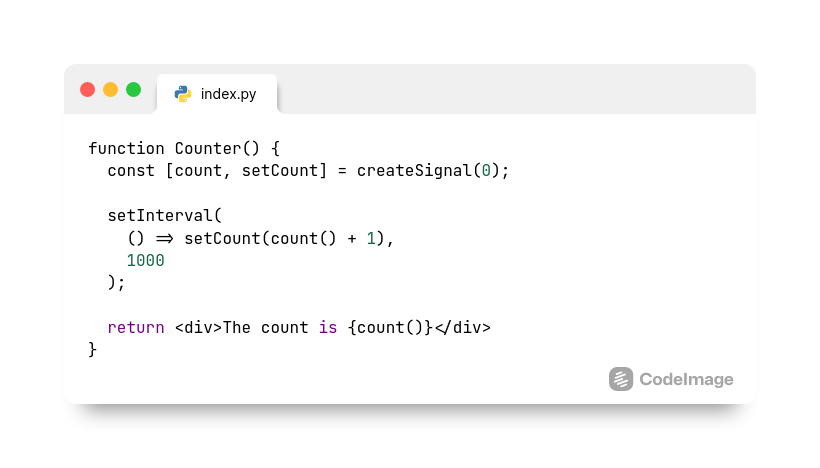 index.py
function Counter() {
  const [count, setCount] = createSignal(0);
  setInterval(
    () => setCount(count() + 1),
    1000
  );
  return <div>The count is {count()}</div>
}
CodeImage